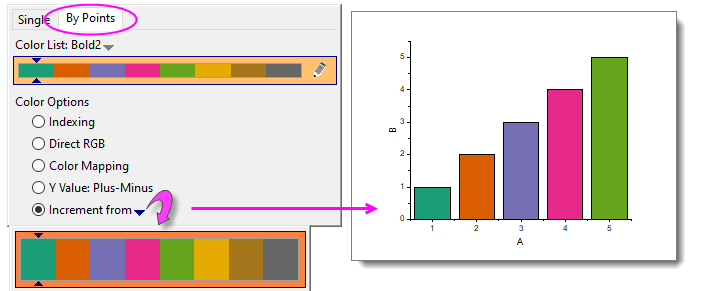 Single By Points
Color List: Bold2
Color Options
Indexing
Direct RGB
Color Mapping
Y Value: Plus-Minus
Increment from
5
4
3
2
1
0
B
1 2 3 4 5
A